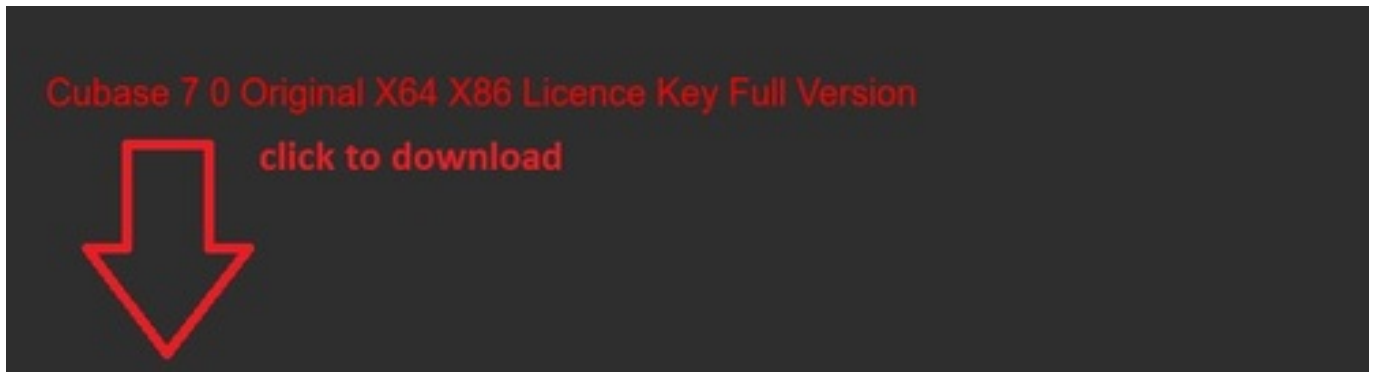 Cubase 7 0 Original X64 X86 Licence Key Full Version
click to download